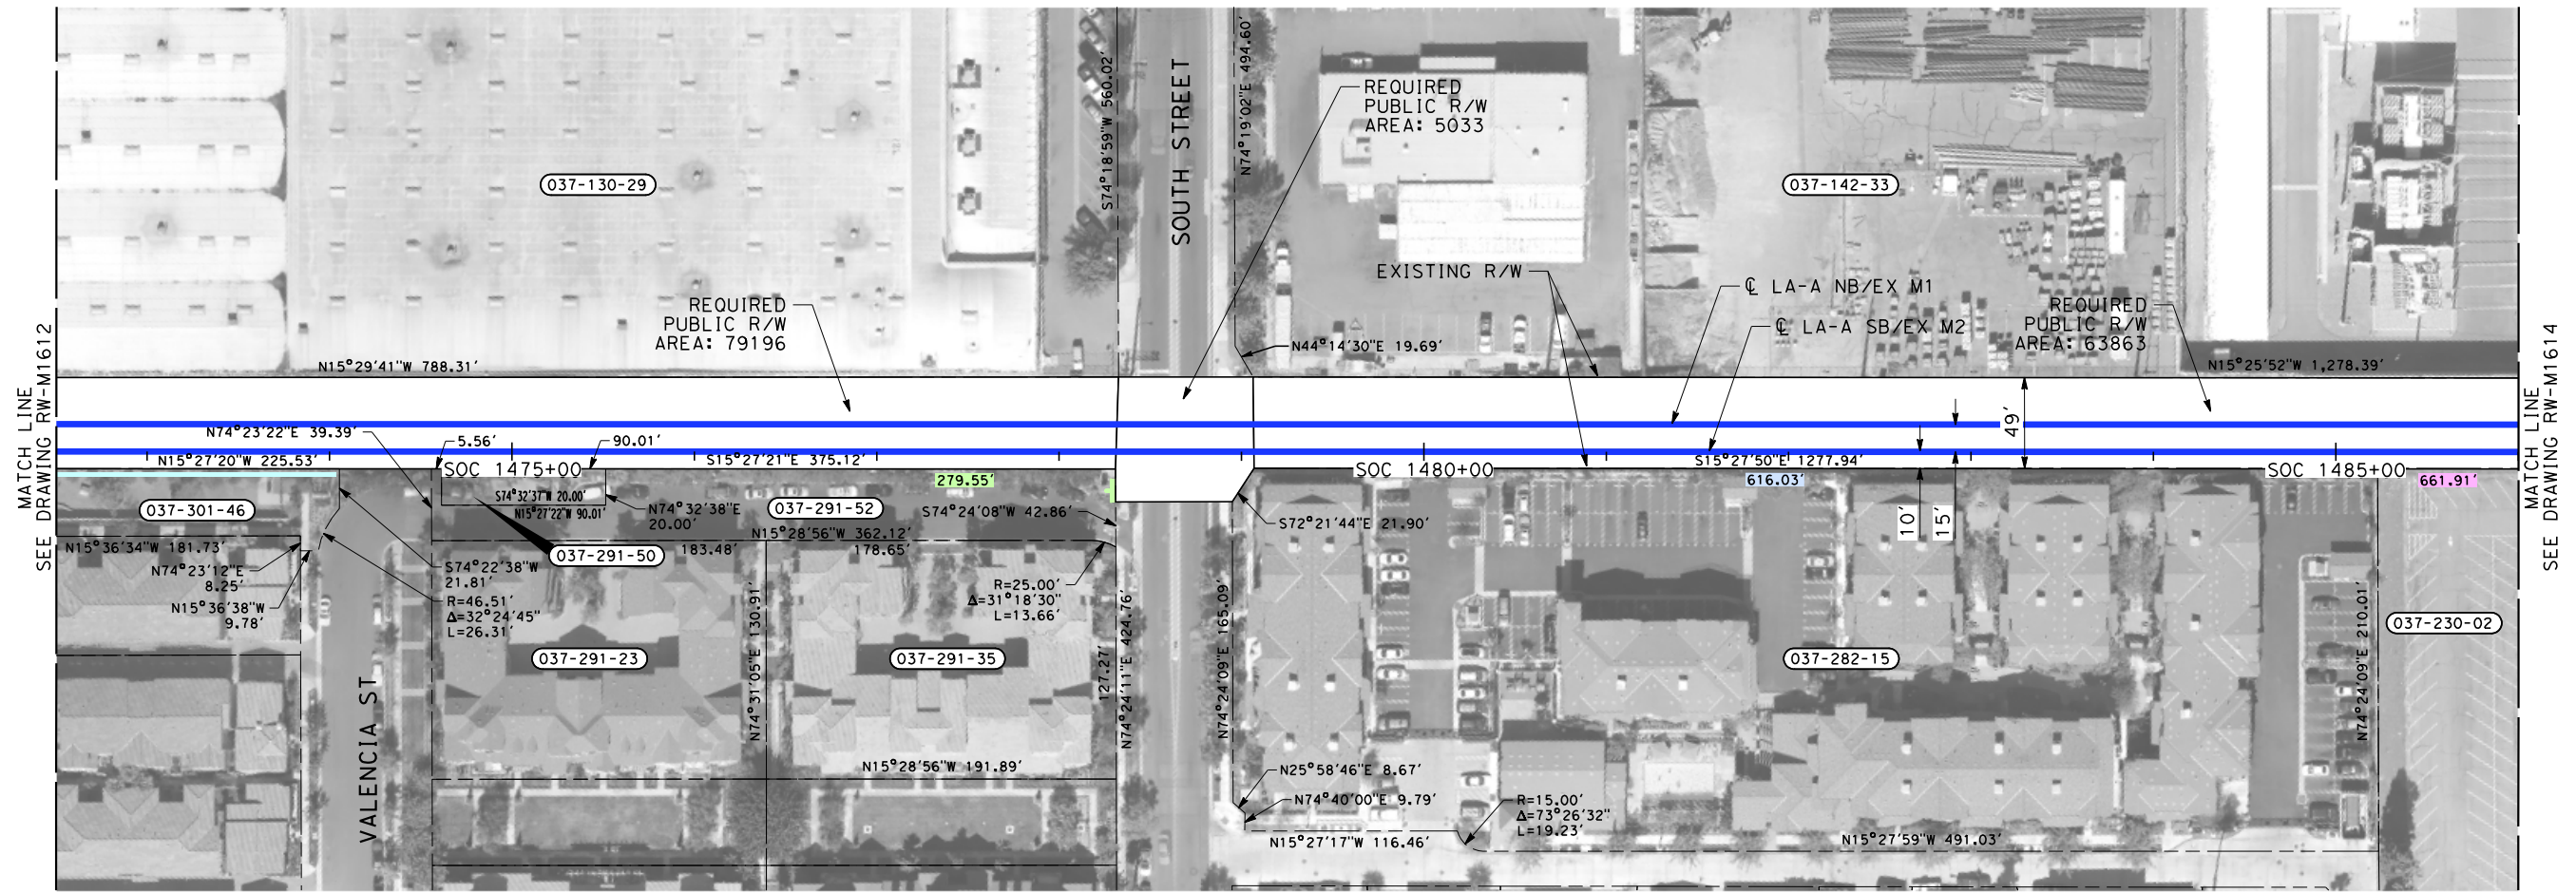 MATCH LINE
SEE DRAWING RW-M1612
037-130-29
REQUIRED
PUBLIC R/W
AREA: 79196
N15°29'41"W 788.31'
S74°18'59"W 560.02'
SOUTH STREET
N74°19'02"E 494.60'
REQUIRED
PUBLIC R/W
AREA: 5033
EXISTING R/W
N44°14'30"E 19.69'
037-142-33
℄ LA-A NB/EX M1
℄ LA-A SB/EX M2
REQUIRED
PUBLIC R/W
AREA: 63863
N15°25'52"W 1,278.39'
49'
N74°23'22"E 39.39'
5.56'
90.01'
N15°27'20"W 225.53'
SOC 1475+00
S15°27'21"E 375.12'
SOC 1480+00
S15°27'50"E 1277.94'
SOC 1485+00
279.55'
616.03'
661.91'
037-301-46
S74°32'37"W 20.00'
N15°27'22"W 90.01'
N74°32'38"E
20.00'
037-291-52
S74°24'08"W 42.86'
S72°21'44"E 21.90'
10'
15'
N15°36'34"W 181.73'
N15°28'56"W 362.12'
183.48'
178.65'
037-291-50
N74°23'12"E
8.25'
N15°36'38"W
9.78'
S74°22'38"W
21.81'
R=46.51'
Δ=32°24'45"
L=26.31'
R=25.00'
Δ=31°18'30"
L=13.66'
037-291-23
N74°31'05"E 130.91'
037-291-35
127.27'
N74°24'11"E 424.76'
N74°24'09"E 165.09'
037-282-15
N74°24'09"E 210.01'
037-230-02
VALENCIA ST
N15°28'56"W 191.89'
N25°58'46"E 8.67'
N74°40'00"E 9.79'
R=15.00'
Δ=73°26'32"
L=19.23'
N15°27'17"W 116.46'
N15°27'59"W 491.03'
MATCH LINE
SEE DRAWING RW-M1614